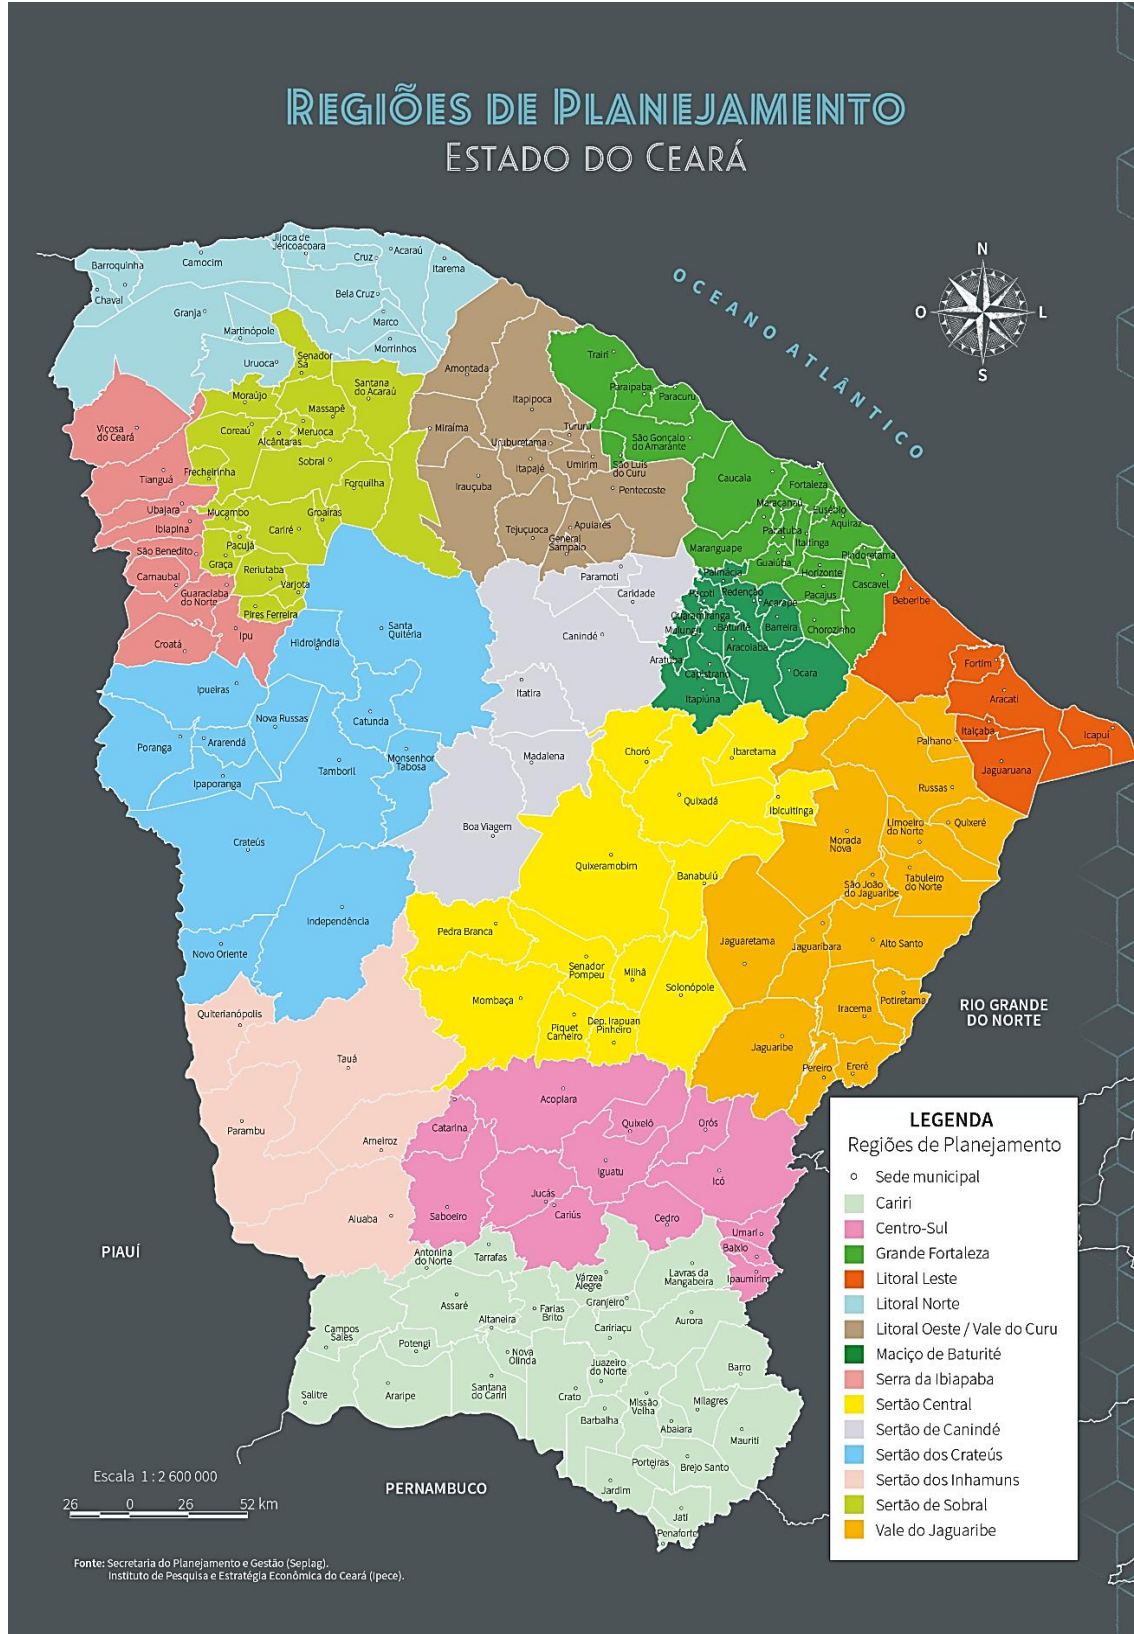 REGIÕES DE PLANEJAMENTO
ESTADO DO CEARÁ
N
O
L
S
OCEANO ATLÂNTICO
Jijoca de
Jericoacoara
Cruz
Acaraú
Itarema
Barroquinha
Camocim
Chaval
Bela Cruz
Granja
Marco
Martinópole
Morrinhos
Uruoca
Senador
Sá
Trairi
Amontada
Paraipaba
Paracuru
Santana
do Acaraú
Moraújo
Massapê
Itapipoca
Viçosa
do Ceará
Coreaú
Meruoca
Alcântaras
Miraíma
Tururu
Uruburetama
São Gonçalo
do Amarante
Sobral
Itapajé
Umirim
São Luís
do Curu
Tianguá
Frecheirinha
Forquilha
Irauçuba
Pentecoste
Caucaia
Fortaleza
Ubajara
Mucambo
Groaíras
Maracanaú
Eusébio
Ibiapina
Cariré
Tejuçuoca
Apuiarés
General
Sampaio
Pacatuba
Aquiraz
Itaitinga
São Benedito
Pacujá
Graça
Maranguape
Guaiúba
Pindoretama
Carnaubal
Reriutaba
Varjota
Paramoti
Palmácia
Horizonte
Cascavel
Guaraciaba
do Norte
Caridade
Pacoti
Redenção
Acarape
Pacajus
Beberibe
Pires Ferreira
Guaramiranga
Mulungu
Baturité
Barreira
Chorozinho
Croatá
Ipu
Santa
Quitéria
Canindé
Aracoiaba
Hidrolândia
Aratuba
Capistrano
Ocara
Fortim
Ipueiras
Itatira
Itapiúna
Aracati
Nova Russas
Catunda
Itaiçaba
Icapuí
Poranga
Ararendá
Choró
Ibaretama
Palhano
Ipaporanga
Tamboril
Monsenhor
Tabosa
Madalena
Jaguaruana
Quixadá
Ibicuitinga
Russas
Crateús
Boa Viagem
Limoeiro
do Norte
Quixeré
Morada
Nova
Quixeramobim
Banabuiú
São João
do Jaguaribe
Tabuleiro
do Norte
Independência
Pedra Branca
Novo Oriente
Jaguaretama
Jaguaribara
Alto Santo
Senador
Pompeu
Milhã
Solonópole
Mombaça
Potiretama
Iracema
Quiterianópolis
Piquet
Carneiro
Dep. Irapuan
Pinheiro
RIO GRANDE
DO NORTE
Jaguaribe
Tauá
Pereiro
Ererê
Acopiara
Parambu
Catarina
Quixelô
Orós
Arneiroz
Iguatu
Icó
Jucás
Cariús
Aiuaba
Saboeiro
Cedro
Umari
Baixio
Ipaumirim
PIAUÍ
Antonina
do Norte
Tarrafas
Várzea
Alegre
Lavras da
Mangabeira
Assaré
Granjeiro
Farias
Brito
Altaneira
Aurora
Campos
Sales
Caririaçu
Potengi
Nova
Olinda
Juazeiro
do Norte
Barro
Salitre
Araripe
Santana
do Cariri
Crato
Missão
Velha
Milagres
Barbalha
Abaiara
Mauriti
Porteiras
Brejo Santo
Jardim
Jati
Penaforte
PERNAMBUCO
LEGENDA
Regiões de Planejamento
Sede municipal
Cariri
Centro-Sul
Grande Fortaleza
Litoral Leste
Litoral Norte
Litoral Oeste / Vale do Curu
Maciço de Baturité
Serra da Ibiapaba
Sertão Central
Sertão de Canindé
Sertão dos Crateús
Sertão dos Inhamuns
Sertão de Sobral
Vale do Jaguaribe
Escala 1 : 2 600 000
26 0 26 52 km
Fonte: Secretaria do Planejamento e Gestão (Seplag).
Instituto de Pesquisa e Estratégia Econômica do Ceará (Ipece).